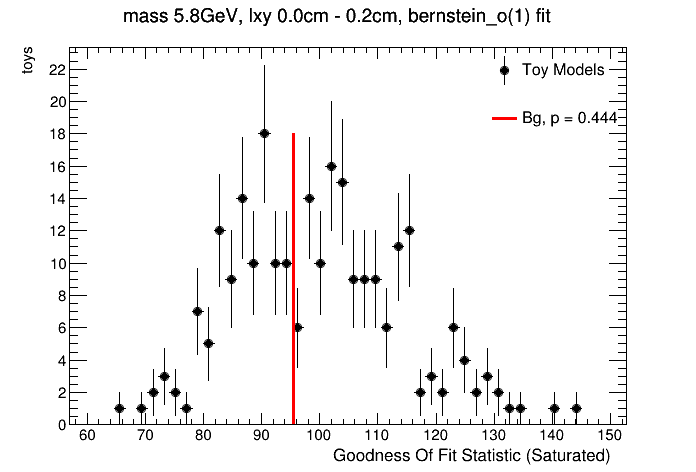 mass 5.8GeV, lxy 0.0cm - 0.2cm, bernstein_o(1) fit
toys
Toy Models
Bg, p = 0.444
22
20
18
16
14
12
10
8
6
4
2
0
60 70 80 90 100 110 120 130 140 150
Goodness Of Fit Statistic (Saturated)